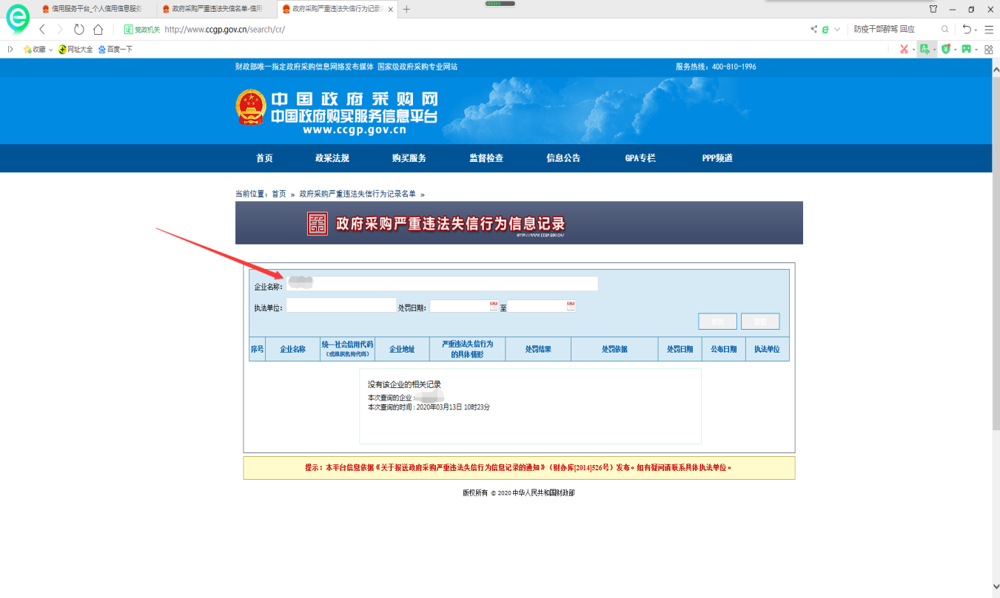 信用服务平台_个人信用信息服务
政府采购严重违法失信名单-信用
政府采购严重违法失信行为记录名
证 党政机关 http://www.ccgp.gov.cn/search/cr/
防疫干部醉驾 回应
收藏 网址大全 百度一下
财政部唯一指定政府采购信息网络发布媒体 国家级政府采购专业网站
服务热线：400-810-1996
中国政府采购网
中国政府购买服务信息平台
www.ccgp.gov.cn
首页 政采法规 购买服务 监督检查 信息公告 GPA专栏 PPP频道
当前位置：首页 » 政府采购严重违法失信行为记录名单 »
政府采购严重违法失信行为信息记录
HTTP://WWW.CCGP.GOV.CN/
企业名称：
执法单位： 处罚日期： 至
序号 企业名称 统一社会信用代码（或组织机构代码） 企业地址 严重违法失信行为的具体情形 处罚结果 处罚依据 处罚日期 公布日期 执法单位
没有该企业的相关记录
本次查询的企业：
本次查询的时间：2020年03月13日 10时23分
提示：本平台信息依据《关于报送政府采购严重违法失信行为信息记录的通知》（财办库[2014]526号）发布。如有疑问请联系具体执法单位。
版权所有 © 2020 中华人民共和国财政部